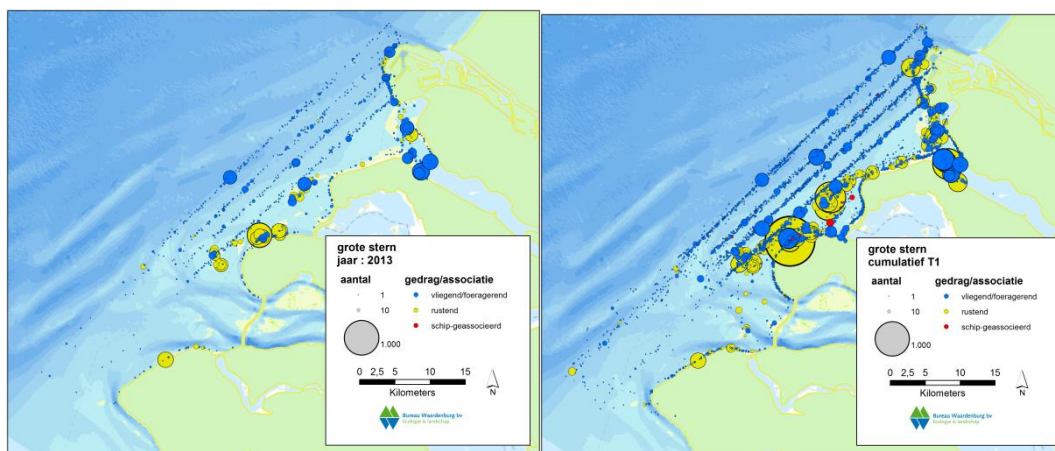 grote stern
jaar : 2013
aantal
gedrag/associatie
1
vliegend/foeragerend
10
rustend
schip-geassocieerd
1.000
0 2,5 5 10 15
Kilometers
N
Bureau Waardenburg bv
Ecologie & landschap
grote stern
cumulatief T1
aantal
gedrag/associatie
1
vliegend/foeragerend
10
rustend
schip-geassocieerd
1.000
0 2,5 5 10 15
Kilometers
N
Bureau Waardenburg bv
Ecologie & landschap